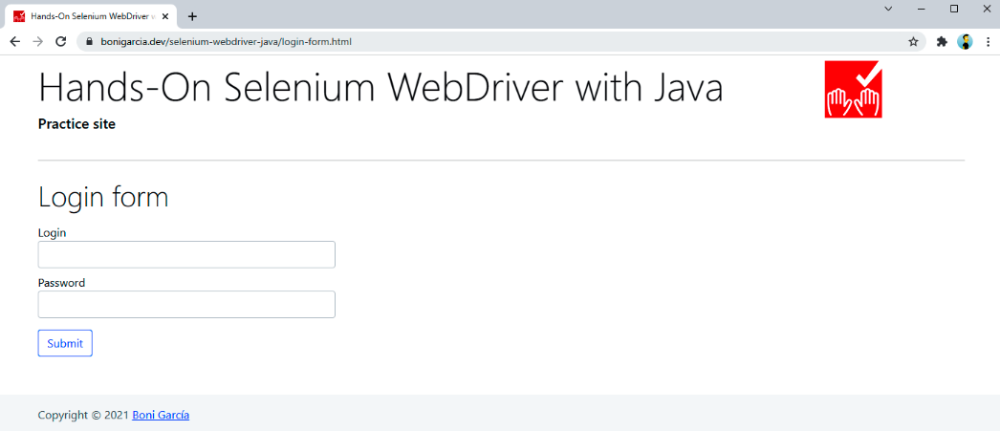 Hands-On Selenium WebDriver w
bonigarcia.dev/selenium-webdriver-java/login-form.html
Hands-On Selenium WebDriver with Java
Practice site
Login form
Login
Password
Submit
Copyright © 2021 Boni García